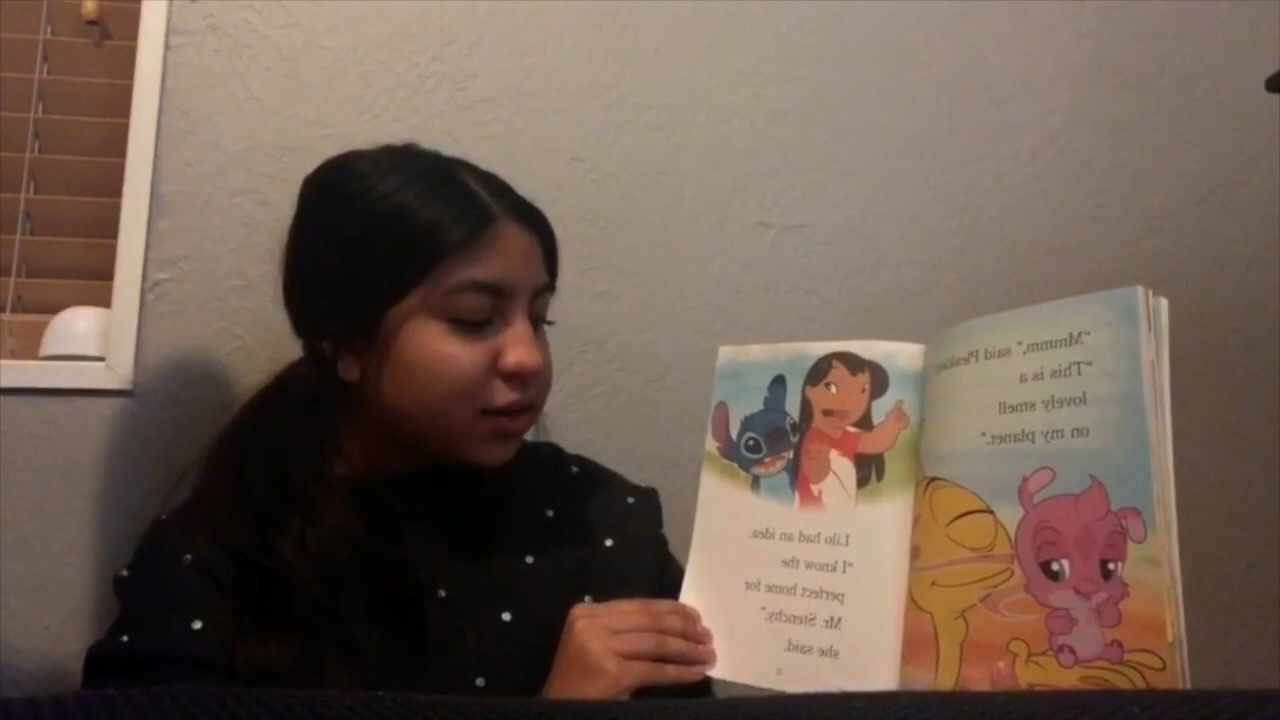 "Mmmm," said Pleakley.
"This is a
lovely smell
on my planet."
Lilo had an idea.
"I know the
perfect home for
Mr. Stenchy,"
she said.